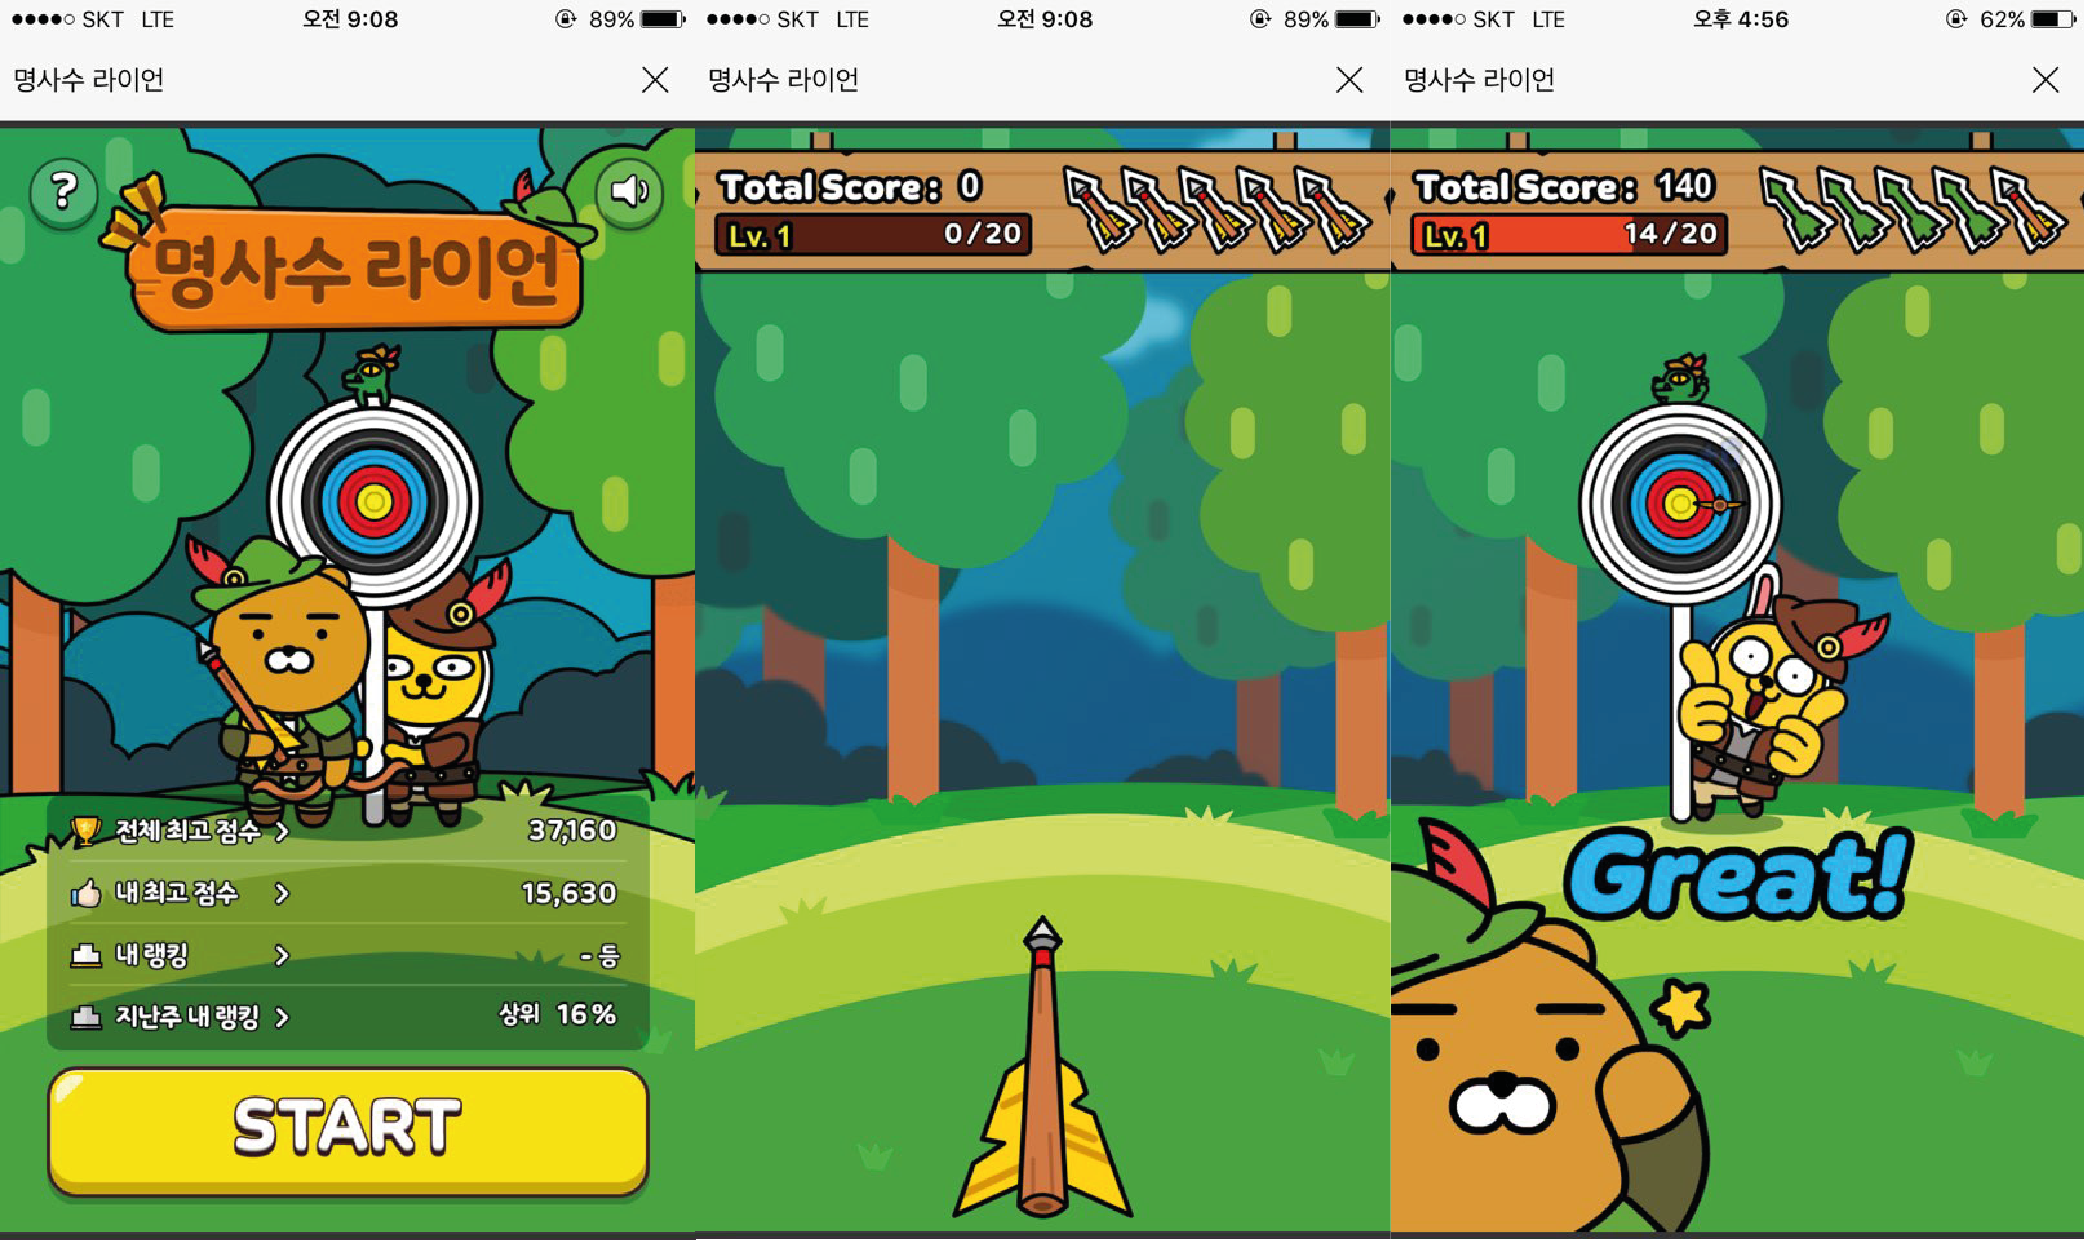 SKT LTE 오전 9:08 89%
명사수 라이언
?
명사수 라이언
전체 최고 점수 > 37,160
내 최고 점수 > 15,630
내 랭킹 > - 등
지난주 내 랭킹 > 상위 16%
START
SKT LTE 오전 9:08 89%
명사수 라이언
Total Score: 0
Lv. 1 0/20
SKT LTE 오후 4:56 62%
명사수 라이언
Total Score: 140
Lv. 1 14/20
Great!